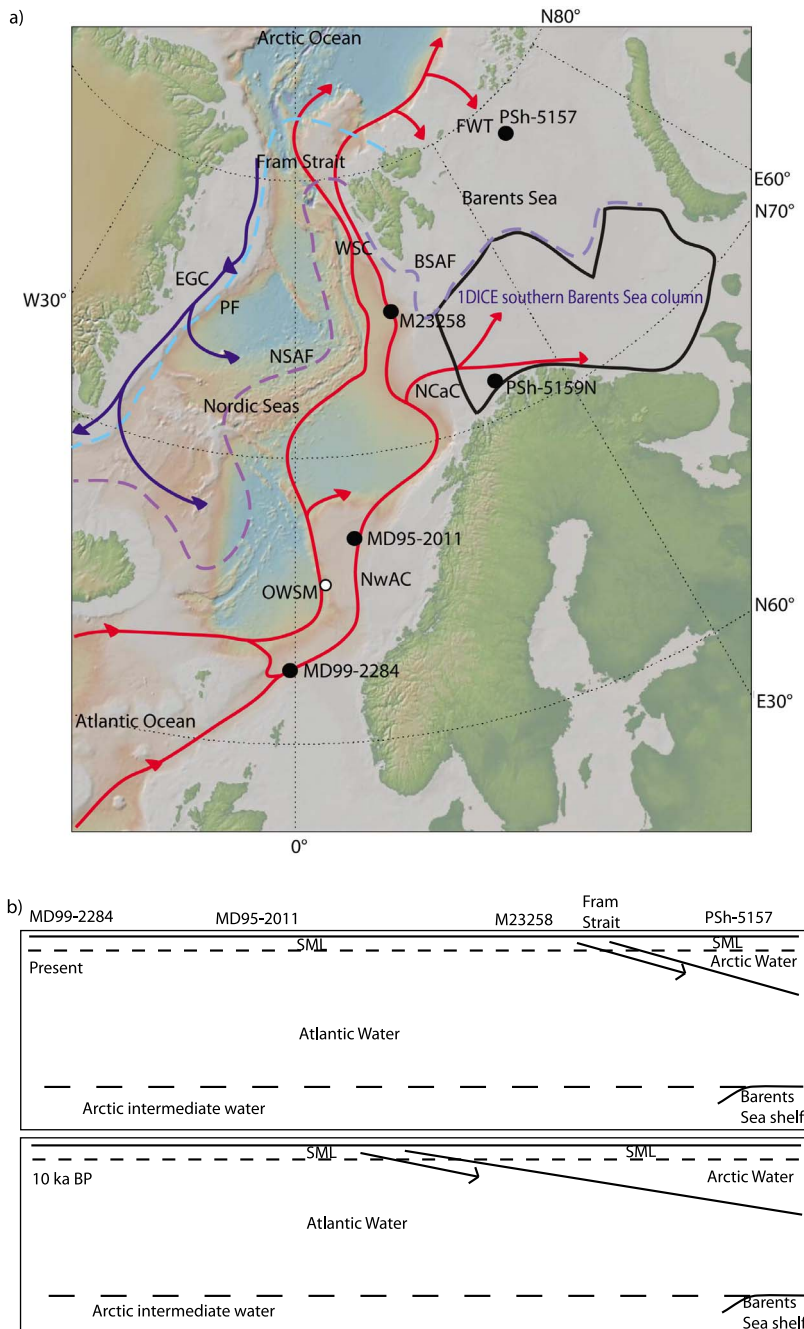 a)
N80°
Arctic Ocean
PSh-5157
FWT
Fram Strait
E60°
Barents Sea
N70°
WSC
BSAF
EGC
1DICE southern Barents Sea column
W30°
PF
M23258
NSAF
NCaC
PSh-5159N
Nordic Seas
MD95-2011
OWSM
NwAC
N60°
MD99-2284
E30°
Atlantic Ocean
0°
b)
MD99-2284
MD95-2011
M23258
Fram
Strait
PSh-5157
SML
SML
Present
Arctic Water
Atlantic Water
Arctic intermediate water
Barents
Sea shelf
SML
SML
10 ka BP
Arctic Water
Atlantic Water
Arctic intermediate water
Barents
Sea shelf